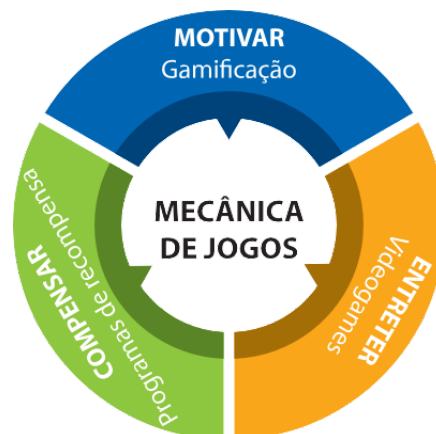 MOTIVAR
Gamificação
MECÂNICA
DE JOGOS
ENTRETER
Videogames
COMPENSAR
Programas de recompensa